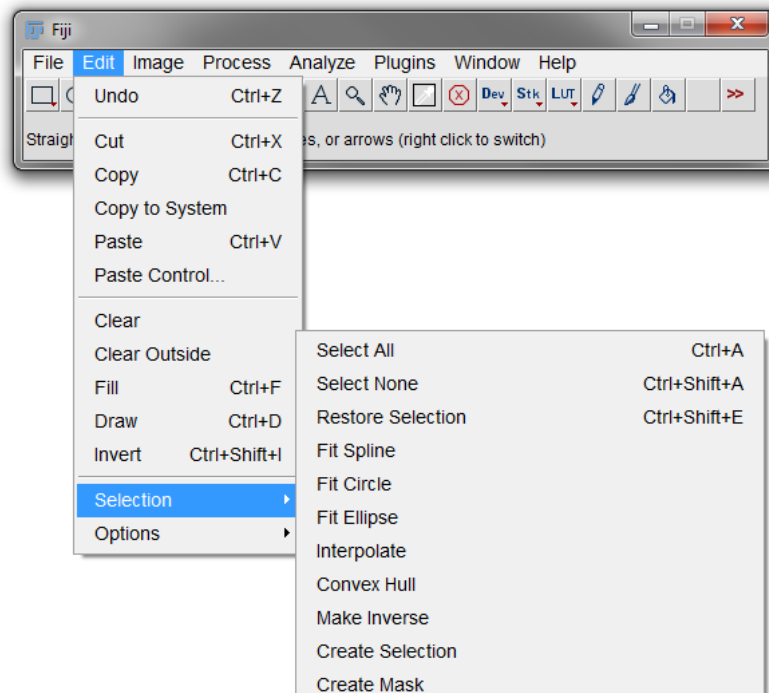 Fiji
File Edit Image Process Analyze Plugins Window Help
A Dev Stk LUT >>
Straigh es, or arrows (right click to switch)
Undo Ctrl+Z
Cut Ctrl+X
Copy Ctrl+C
Copy to System
Paste Ctrl+V
Paste Control...
Clear
Clear Outside
Fill Ctrl+F
Draw Ctrl+D
Invert Ctrl+Shift+I
Selection
Options
Select All Ctrl+A
Select None Ctrl+Shift+A
Restore Selection Ctrl+Shift+E
Fit Spline
Fit Circle
Fit Ellipse
Interpolate
Convex Hull
Make Inverse
Create Selection
Create Mask